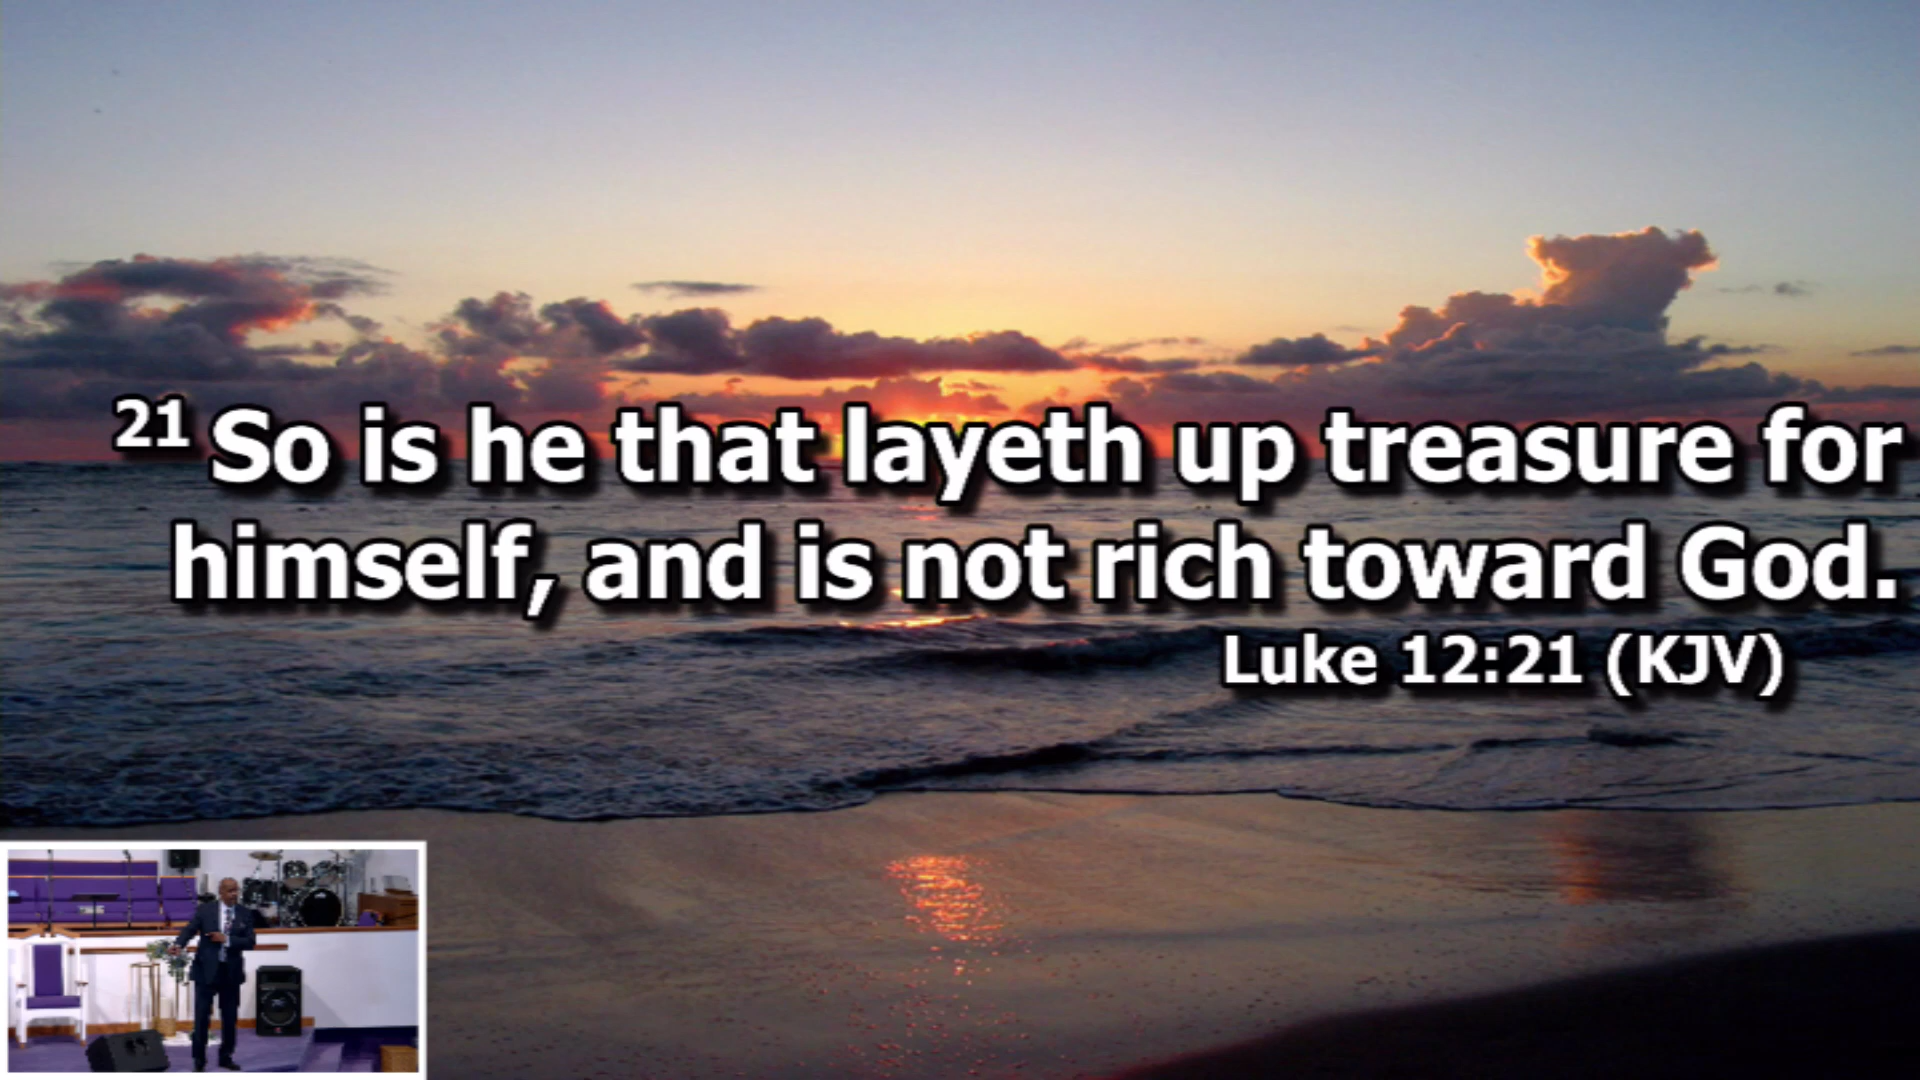 21 So is he that layeth up treasure for
himself, and is not rich toward God.
Luke 12:21 (KJV)